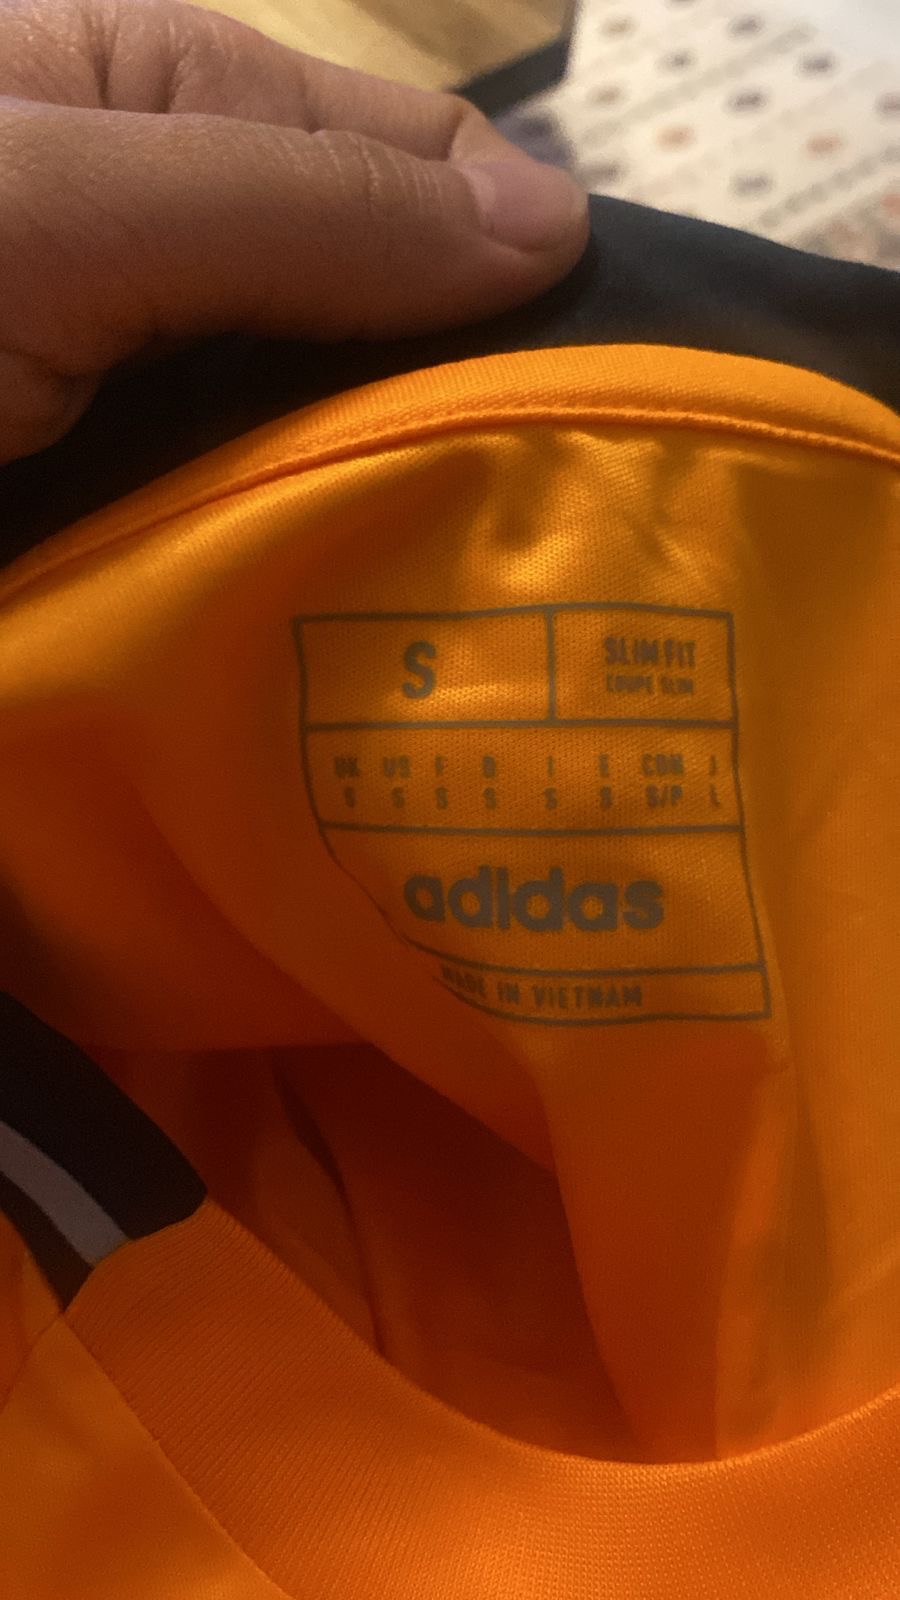 S
SLIM FIT
COUPE SLIM
UK US F D I E CDN J
S S S S S S S/P L
adidas
MADE IN VIETNAM